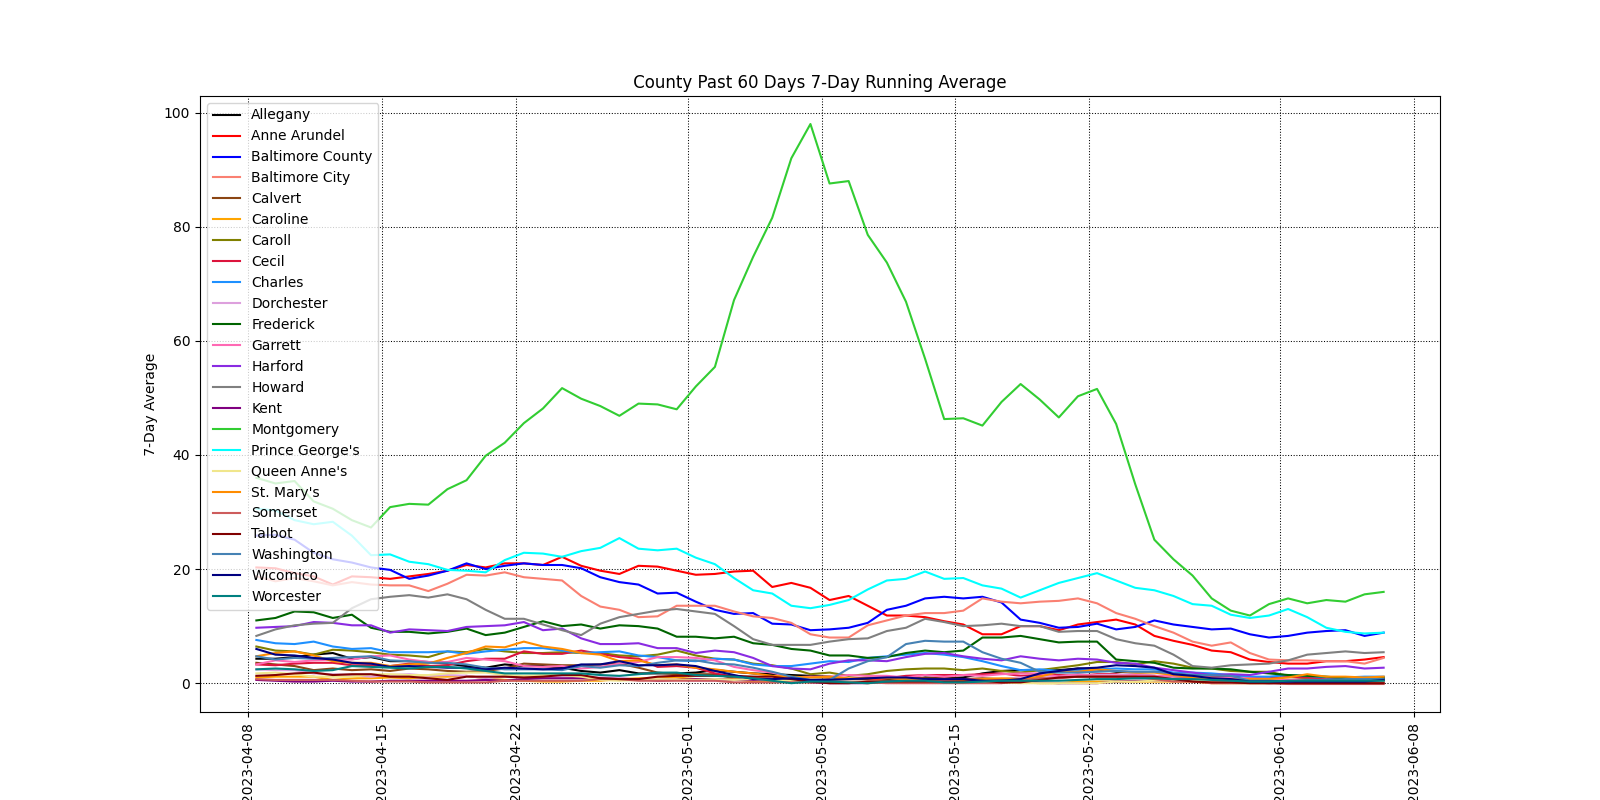 County Past 60 Days 7-Day Running Average
100
80
60
40
20
0
7-Day Average
Allegany
Anne Arundel
Baltimore County
Baltimore City
Calvert
Caroline
Caroll
Cecil
Charles
Dorchester
Frederick
Garrett
Harford
Howard
Kent
Montgomery
Prince George's
Queen Anne's
St. Mary's
Somerset
Talbot
Washington
Wicomico
Worcester
2023-04-08
2023-04-15
2023-04-22
2023-05-01
2023-05-08
2023-05-15
2023-05-22
2023-06-01
2023-06-08